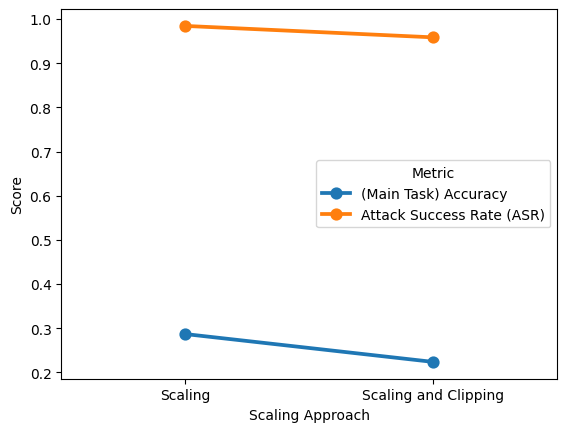 1.0
0.9
0.8
0.7
0.6
0.5
0.4
0.3
0.2
Score
Metric
(Main Task) Accuracy
Attack Success Rate (ASR)
Scaling
Scaling and Clipping
Scaling Approach